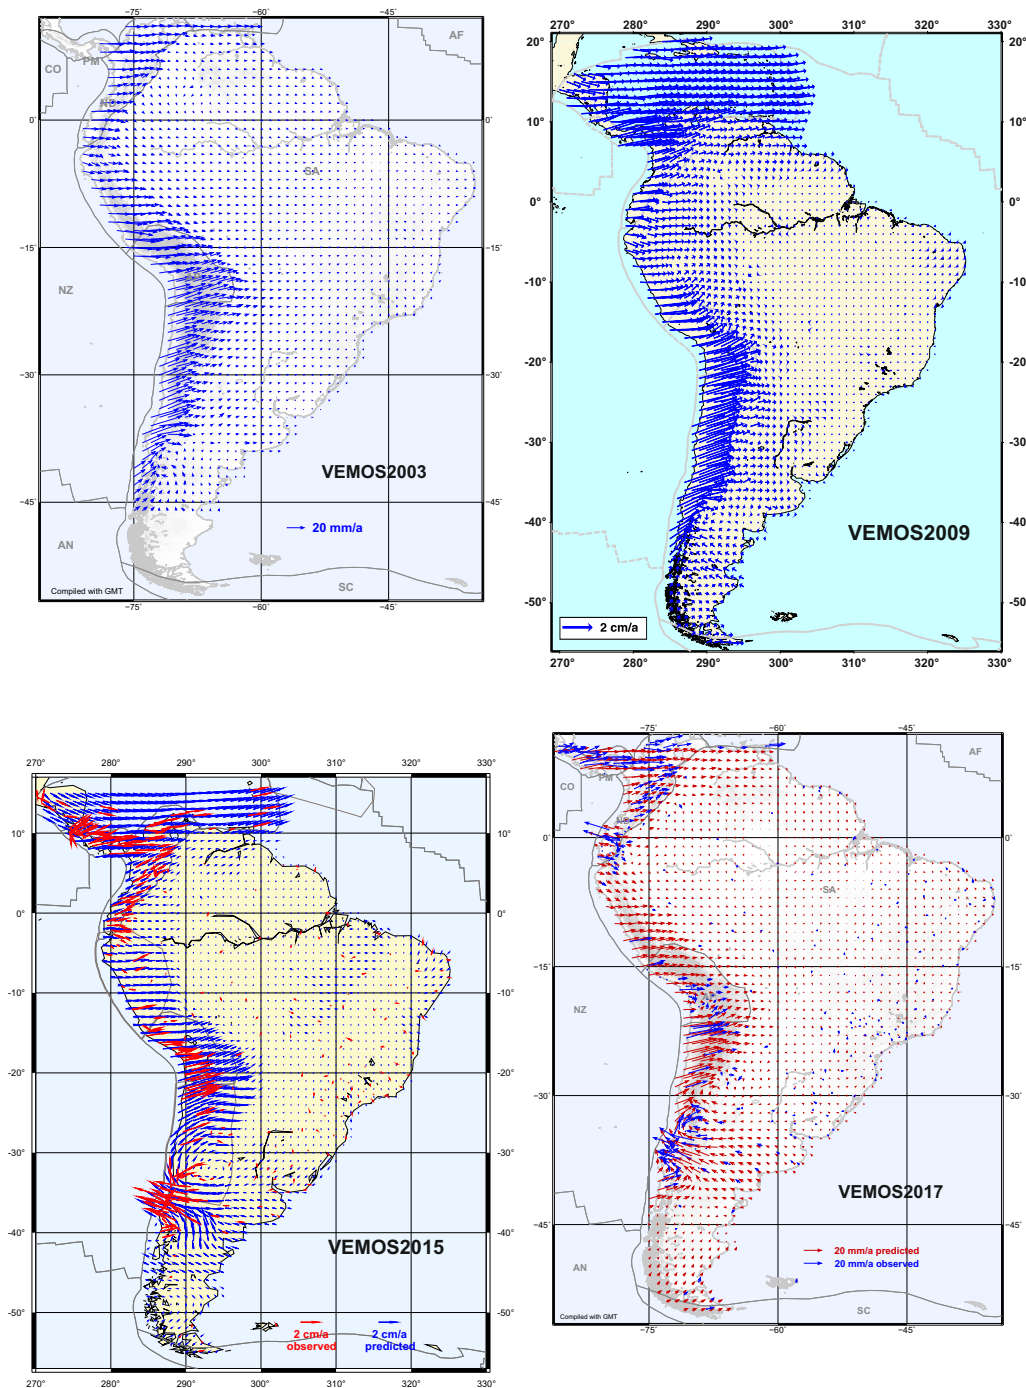 −75˚ −60˚ −45˚
AF
CO
PM
ND
0˚ 0˚
SA
−15˚ −15˚
NZ
−30˚ −30˚
VEMOS2003
−45˚ −45˚
20 mm/a
AN
SC
Compiled with GMT
−75˚ −60˚ −45˚
270° 280° 290° 300° 310° 320° 330°
20° 20°
10° 10°
0° 0°
-10° -10°
-20° -20°
-30° -30°
-40° -40°
VEMOS2009
-50° -50°
2 cm/a
270° 280° 290° 300° 310° 320° 330°
270° 280° 290° 300° 310° 320° 330°
10° 10°
0° 0°
-10° -10°
-20° -20°
-30° -30°
-40° -40°
VEMOS2015
-50° -50°
2 cm/a
observed
2 cm/a
predicted
270° 280° 290° 300° 310° 320° 330°
−75˚ −60˚ −45˚
AF
CO
PM
ND
0˚ 0˚
SA
−15˚ −15˚
NZ
−30˚ −30˚
VEMOS2017
−45˚ −45˚
20 mm/a predicted
20 mm/a observed
AN
SC
Compiled with GMT
−75˚ −60˚ −45˚